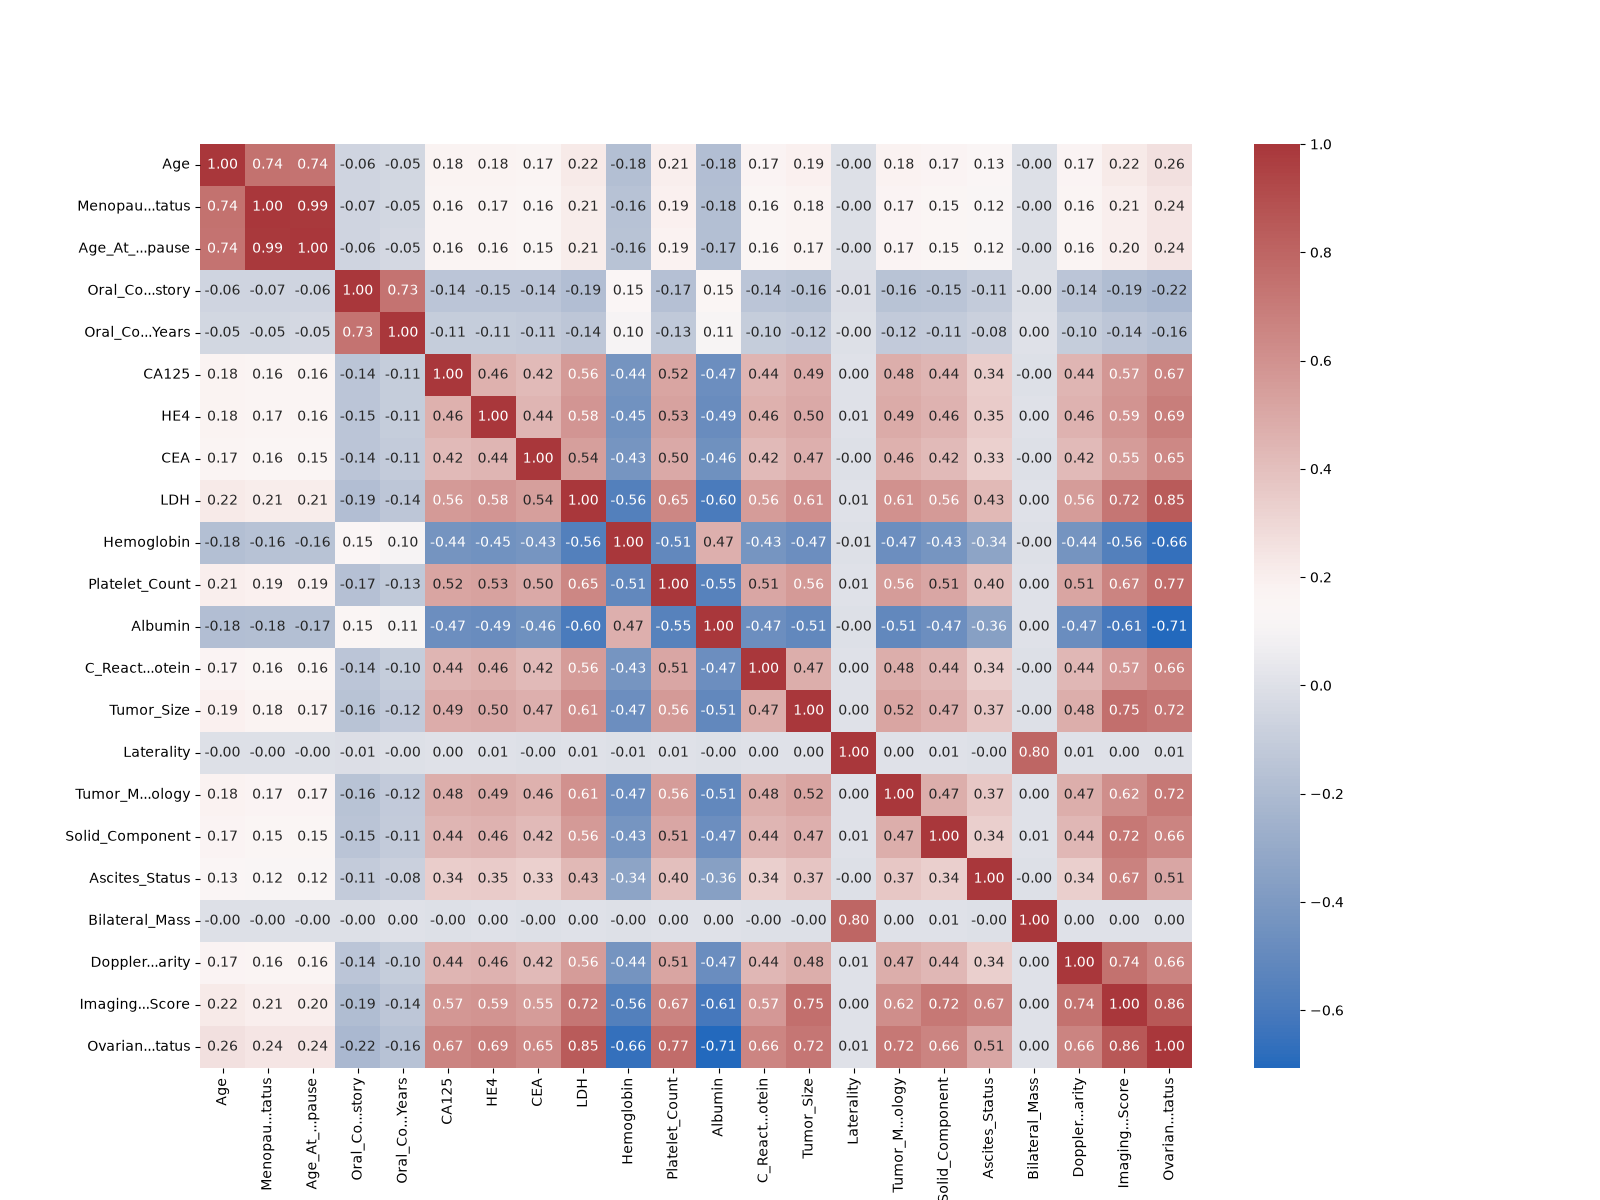 Age 1.00 0.74 0.74 -0.06 -0.05 0.18 0.18 0.17 0.22 -0.18 0.21 -0.18 0.17 0.19 -0.00 0.18 0.17 0.13 -0.00 0.17 0.22 0.26 1.0
Menopau...tatus 0.74 1.00 0.99 -0.07 -0.05 0.16 0.17 0.16 0.21 -0.16 0.19 -0.18 0.16 0.18 -0.00 0.17 0.15 0.12 -0.00 0.16 0.21 0.24
Age_At_...pause 0.74 0.99 1.00 -0.06 -0.05 0.16 0.16 0.15 0.21 -0.16 0.19 -0.17 0.16 0.17 -0.00 0.17 0.15 0.12 -0.00 0.16 0.20 0.24 0.8
Oral_Co...story -0.06 -0.07 -0.06 1.00 0.73 -0.14 -0.15 -0.14 -0.19 0.15 -0.17 0.15 -0.14 -0.16 -0.01 -0.16 -0.15 -0.11 -0.00 -0.14 -0.19 -0.22
Oral_Co...Years -0.05 -0.05 -0.05 0.73 1.00 -0.11 -0.11 -0.11 -0.14 0.10 -0.13 0.11 -0.10 -0.12 -0.00 -0.12 -0.11 -0.08 0.00 -0.10 -0.14 -0.16
0.6
CA125 0.18 0.16 0.16 -0.14 -0.11 1.00 0.46 0.42 0.56 -0.44 0.52 -0.47 0.44 0.49 0.00 0.48 0.44 0.34 -0.00 0.44 0.57 0.67
HE4 0.18 0.17 0.16 -0.15 -0.11 0.46 1.00 0.44 0.58 -0.45 0.53 -0.49 0.46 0.50 0.01 0.49 0.46 0.35 0.00 0.46 0.59 0.69
CEA 0.17 0.16 0.15 -0.14 -0.11 0.42 0.44 1.00 0.54 -0.43 0.50 -0.46 0.42 0.47 -0.00 0.46 0.42 0.33 -0.00 0.42 0.55 0.65
0.4
LDH 0.22 0.21 0.21 -0.19 -0.14 0.56 0.58 0.54 1.00 -0.56 0.65 -0.60 0.56 0.61 0.01 0.61 0.56 0.43 0.00 0.56 0.72 0.85
Hemoglobin -0.18 -0.16 -0.16 0.15 0.10 -0.44 -0.45 -0.43 -0.56 1.00 -0.51 0.47 -0.43 -0.47 -0.01 -0.47 -0.43 -0.34 -0.00 -0.44 -0.56 -0.66
Platelet_Count 0.21 0.19 0.19 -0.17 -0.13 0.52 0.53 0.50 0.65 -0.51 1.00 -0.55 0.51 0.56 0.01 0.56 0.51 0.40 0.00 0.51 0.67 0.77 0.2
Albumin -0.18 -0.18 -0.17 0.15 0.11 -0.47 -0.49 -0.46 -0.60 0.47 -0.55 1.00 -0.47 -0.51 -0.00 -0.51 -0.47 -0.36 0.00 -0.47 -0.61 -0.71
C_React...otein 0.17 0.16 0.16 -0.14 -0.10 0.44 0.46 0.42 0.56 -0.43 0.51 -0.47 1.00 0.47 0.00 0.48 0.44 0.34 -0.00 0.44 0.57 0.66
0.0
Tumor_Size 0.19 0.18 0.17 -0.16 -0.12 0.49 0.50 0.47 0.61 -0.47 0.56 -0.51 0.47 1.00 0.00 0.52 0.47 0.37 -0.00 0.48 0.75 0.72
Laterality -0.00 -0.00 -0.00 -0.01 -0.00 0.00 0.01 -0.00 0.01 -0.01 0.01 -0.00 0.00 0.00 1.00 0.00 0.01 -0.00 0.80 0.01 0.00 0.01
Tumor_M...ology 0.18 0.17 0.17 -0.16 -0.12 0.48 0.49 0.46 0.61 -0.47 0.56 -0.51 0.48 0.52 0.00 1.00 0.47 0.37 0.00 0.47 0.62 0.72 −0.2
Solid_Component 0.17 0.15 0.15 -0.15 -0.11 0.44 0.46 0.42 0.56 -0.43 0.51 -0.47 0.44 0.47 0.01 0.47 1.00 0.34 0.01 0.44 0.72 0.66
Ascites_Status 0.13 0.12 0.12 -0.11 -0.08 0.34 0.35 0.33 0.43 -0.34 0.40 -0.36 0.34 0.37 -0.00 0.37 0.34 1.00 -0.00 0.34 0.67 0.51
−0.4
Bilateral_Mass -0.00 -0.00 -0.00 -0.00 0.00 -0.00 0.00 -0.00 0.00 -0.00 0.00 0.00 -0.00 -0.00 0.80 0.00 0.01 -0.00 1.00 0.00 0.00 0.00
Doppler...arity 0.17 0.16 0.16 -0.14 -0.10 0.44 0.46 0.42 0.56 -0.44 0.51 -0.47 0.44 0.48 0.01 0.47 0.44 0.34 0.00 1.00 0.74 0.66
Imaging...Score 0.22 0.21 0.20 -0.19 -0.14 0.57 0.59 0.55 0.72 -0.56 0.67 -0.61 0.57 0.75 0.00 0.62 0.72 0.67 0.00 0.74 1.00 0.86
−0.6
Ovarian...tatus 0.26 0.24 0.24 -0.22 -0.16 0.67 0.69 0.65 0.85 -0.66 0.77 -0.71 0.66 0.72 0.01 0.72 0.66 0.51 0.00 0.66 0.86 1.00
Age
Menopau...tatus
Age_At_...pause
Oral_Co...story
Oral_Co...Years
CA125
HE4
CEA
LDH
Hemoglobin
Platelet_Count
Albumin
C_React...otein
Tumor_Size
Laterality
Tumor_M...ology
Solid_Component
Ascites_Status
Bilateral_Mass
Doppler...arity
Imaging...Score
Ovarian...tatus